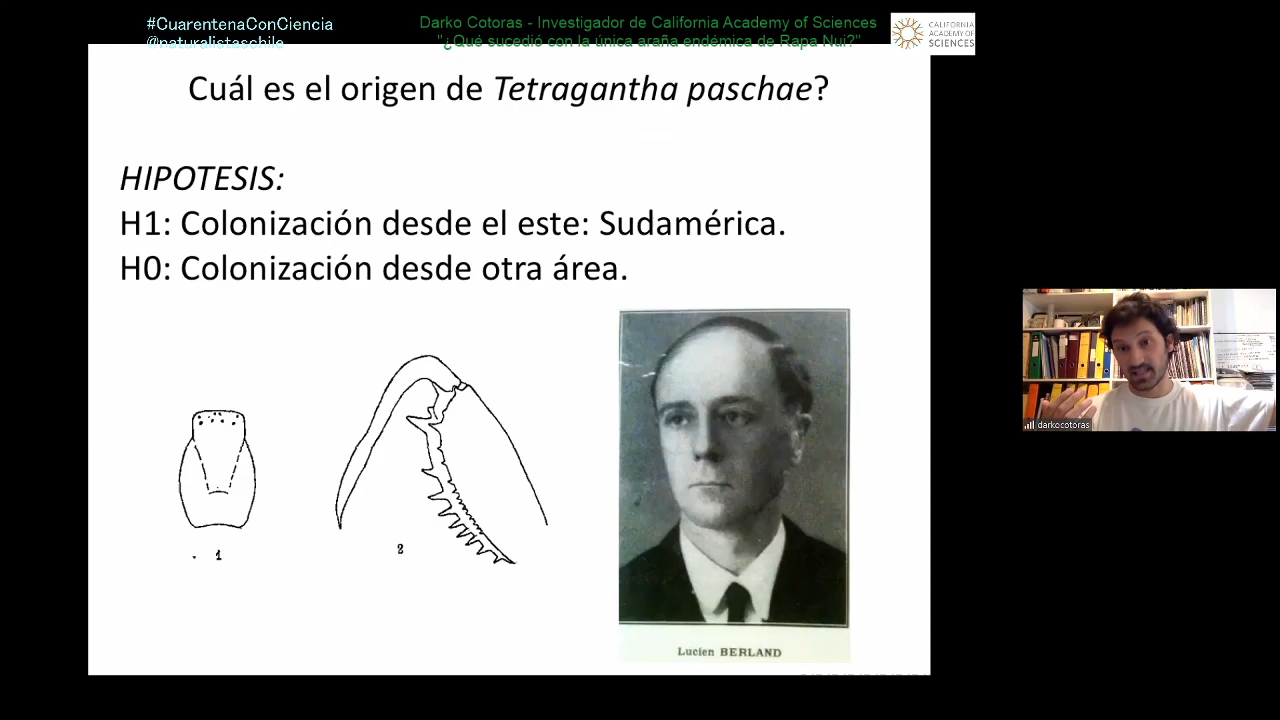 #CuarentenaConCiencia
@naturalistaschile
Darko Cotoras - Investigador de California Academy of Sciences
"¿Qué sucedió con la única araña endémica de Rapa Nui?"
CALIFORNIA
ACADEMY OF
SCIENCES
Cuál es el origen de Tetragantha paschae?
HIPOTESIS:
H1: Colonización desde el este: Sudamérica.
H0: Colonización desde otra área.
1
2
Lucien BERLAND
darkocotoras